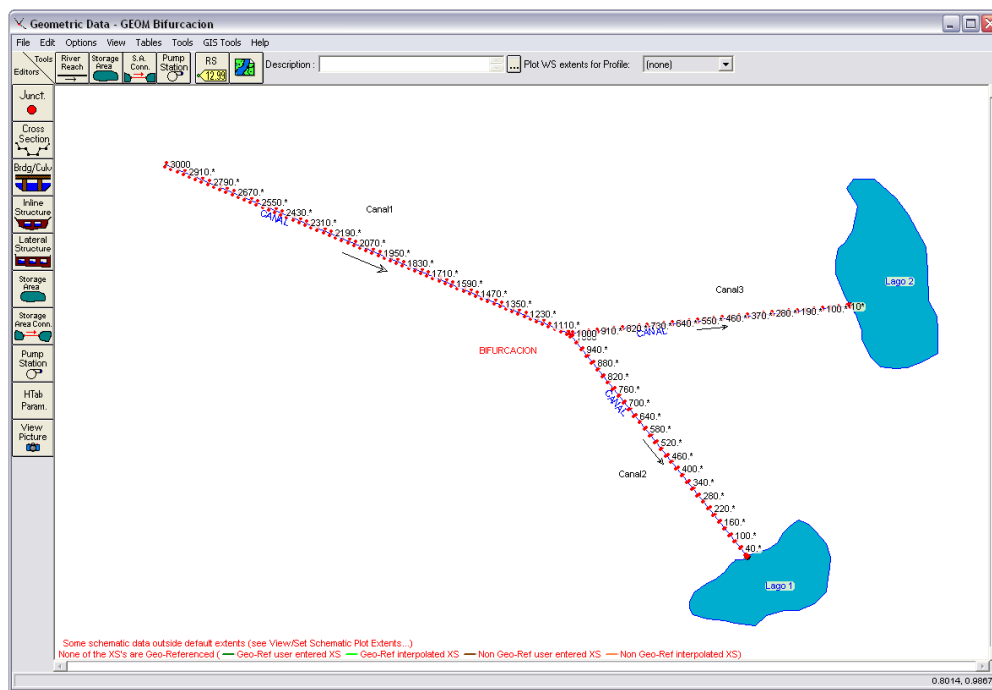 Geometric Data - GEOM Bifurcacion
File Edit Options View Tables Tools GIS Tools Help
Tools
Editors
River
Reach
Storage
Area
S.A.
Conn.
Pump
Station
RS
12.99
Description :
...
Plot WS extents for Profile:
(none)
Junct.
Cross
Section
Brdg/Culv
Inline
Structure
Lateral
Structure
Storage
Area
Storage
Area Conn.
Pump
Station
HTab
Param.
View
Picture
3000
2910.*
2790.*
2670.*
2550.*
2430.*
2310.*
2190.*
2070.*
1950.*
1830.*
1710.*
1590.*
1470.*
1350.*
1230.*
1110.*
CANAL
Canal1
BIFURCACION
1000
910.*
820.*
730.*
640.*
550.*
460.*
370.*
280.*
190.*
100.*
10*
CANAL
Canal3
Lago 2
940.*
880.*
820.*
760.*
700.*
640.*
580.*
520.*
460.*
400.*
340.*
280.*
220.*
160.*
100.*
40.*
CANAL
Canal2
Lago 1
Some schematic data outside default extents (see View/Set Schematic Plot Extents...)
None of the XS's are Geo-Referenced ( Geo-Ref user entered XS Geo-Ref interpolated XS Non Geo-Ref user entered XS Non Geo-Ref interpolated XS)
0.8014, 0.9867